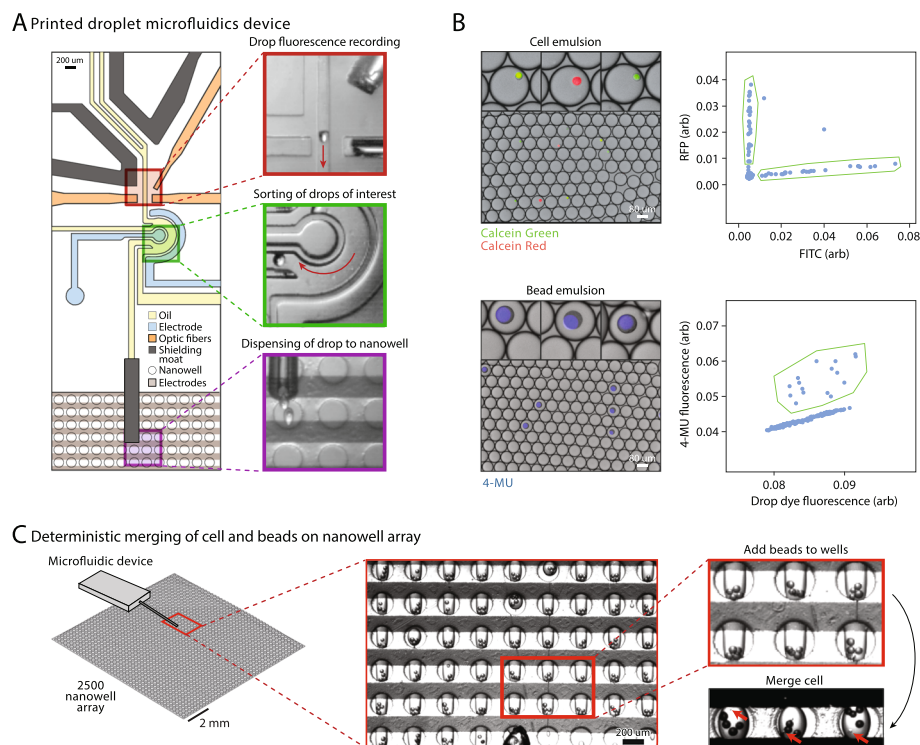 A Printed droplet microfluidics device
200 um
Drop fluorescence recording
Sorting of drops of interest
Oil
Electrode
Optic fibers
Shielding
moat
Nanowell
Electrodes
Dispensing of drop to nanowell
B
Cell emulsion
80 um
Calcein Green
Calcein Red
RFP (arb)
0.04
0.03
0.02
0.01
0.00
0.00 0.02 0.04 0.06 0.08
FITC (arb)
Bead emulsion
80 um
4-MU
4-MU fluorescence (arb)
0.07
0.06
0.05
0.04
0.08 0.09
Drop dye fluorescence (arb)
C Deterministic merging of cell and beads on nanowell array
Microfluidic device
2500
nanowell
array
2 mm
200 um
Add beads to wells
Merge cell